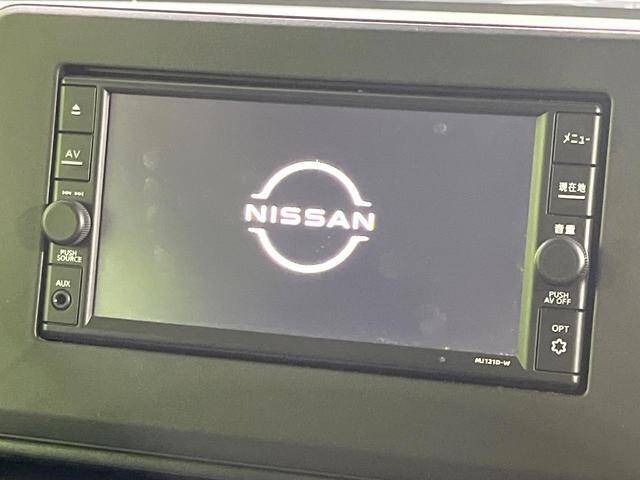 AV
PUSH
SOURCE
AUX
NISSAN
メニュー
現在地
音量
PUSH
AV OFF
OPT
MJ121D-W